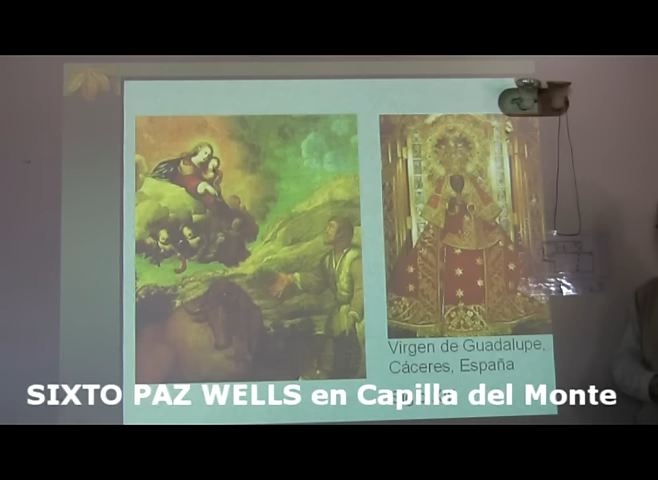 Virgen de Guadalupe,
Cáceres, España
SIXTO PAZ WELLS en Capilla del Monte